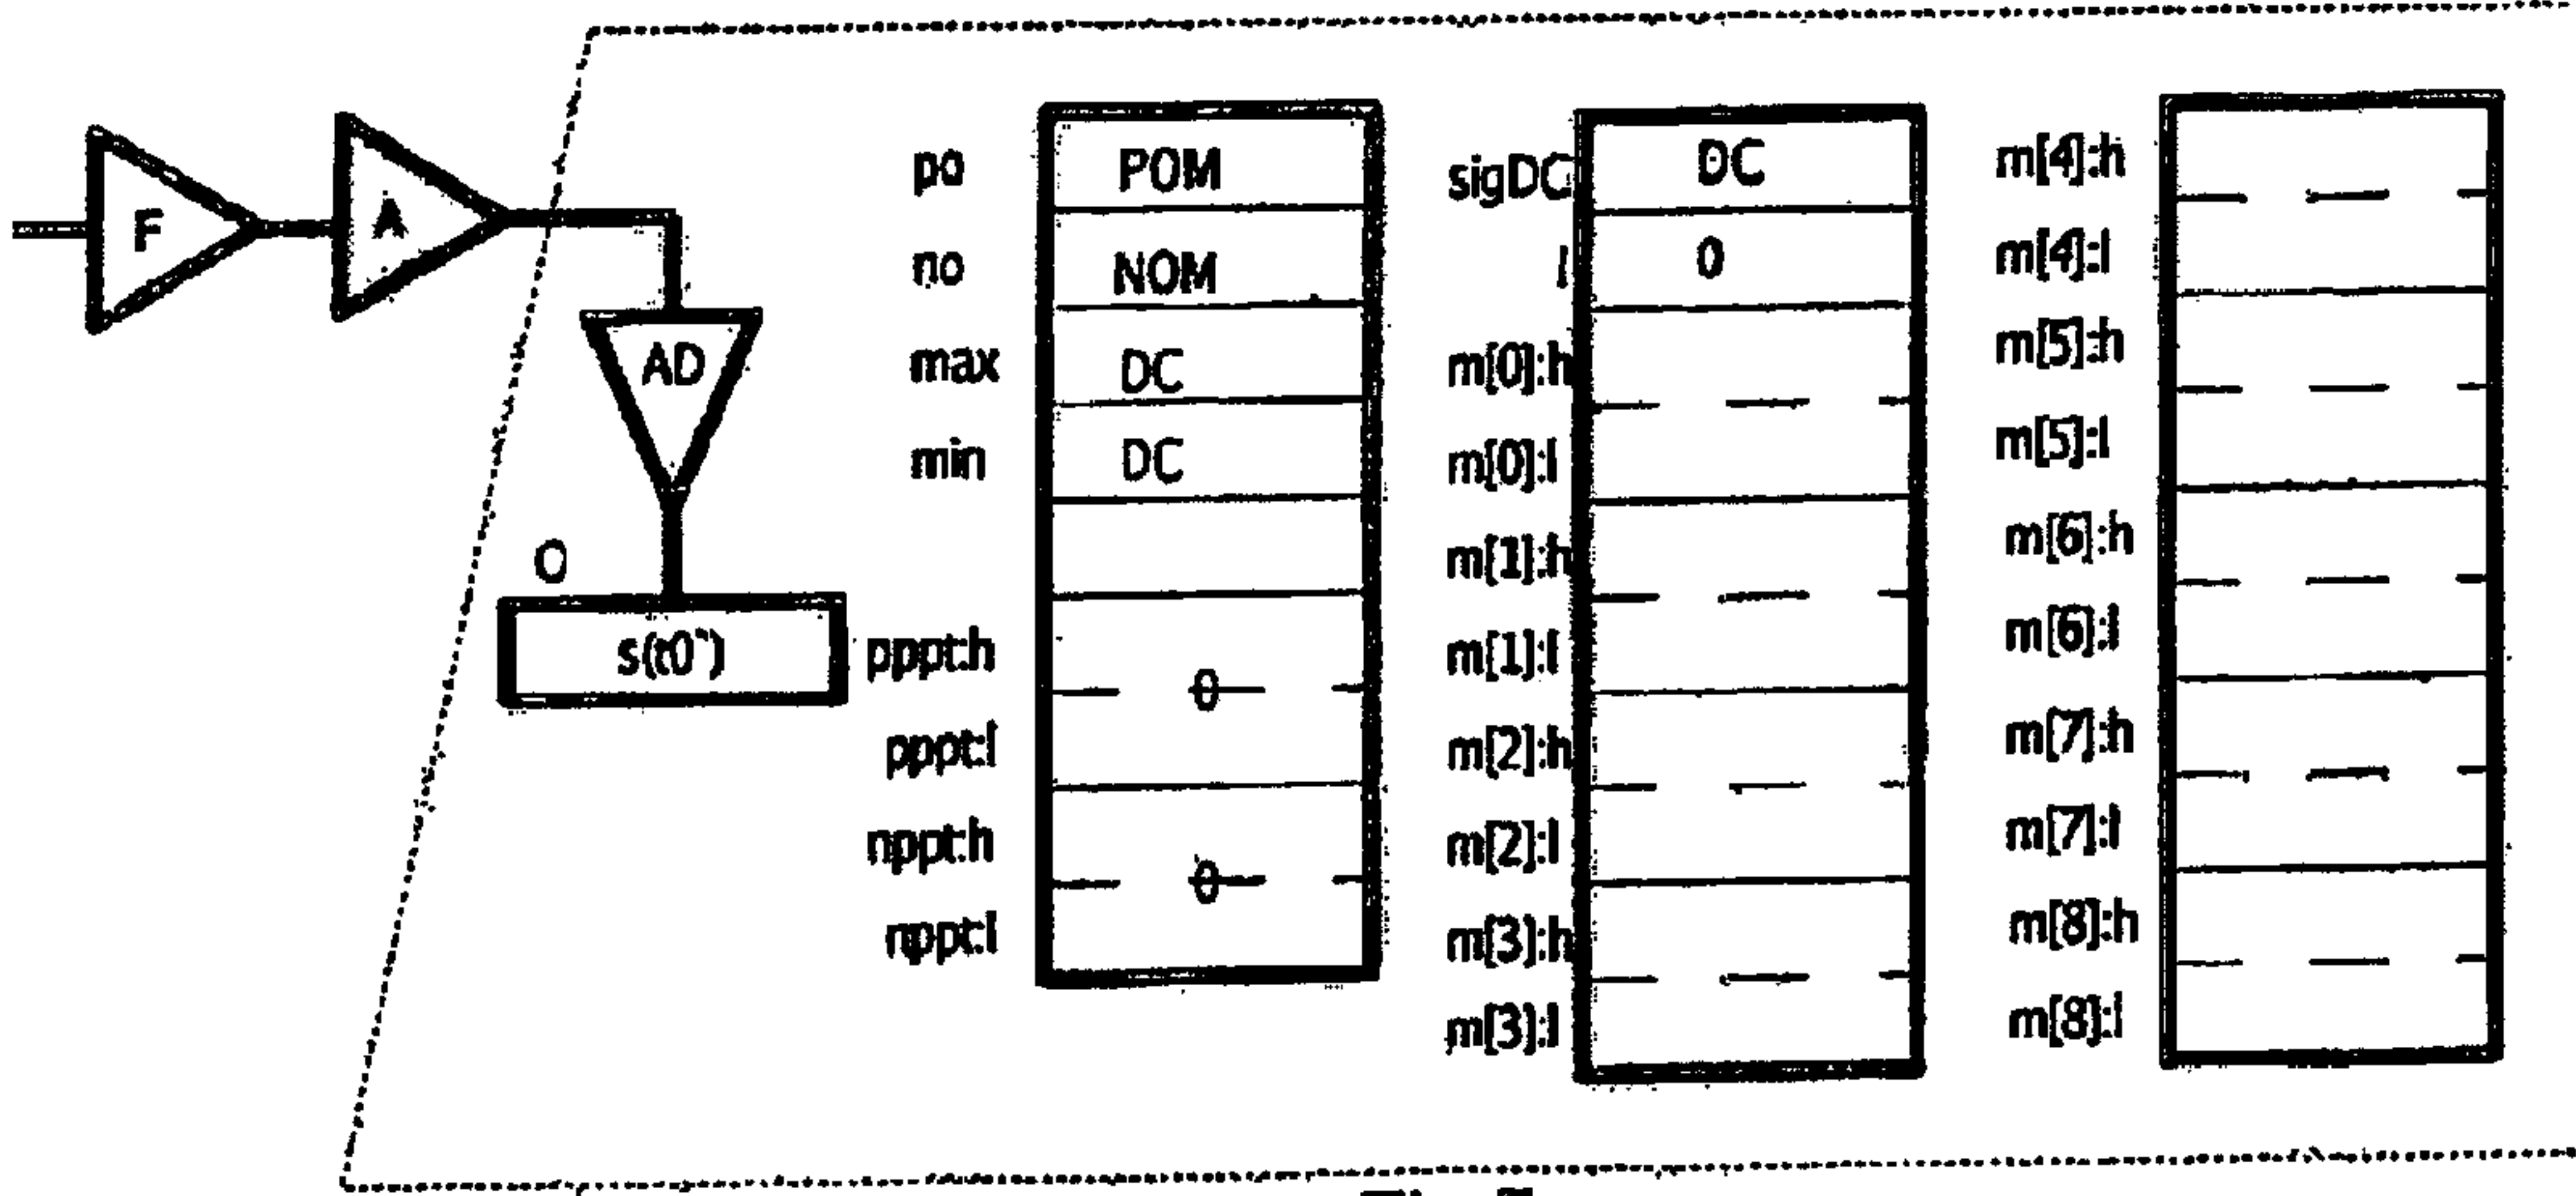 F
A
AD
O
s(t0")
po POM
no NOM
max DC
min DC
pppt:h
0
pppt:l
nppt:h
0
nppt:l
sigDC DC
l 0
m[0]:h
m[0]:l
m[1]:h
m[1]:l
m[2]:h
m[2]:l
m[3]:h
m[3]:l
m[4]:h
m[4]:l
m[5]:h
m[5]:l
m[6]:h
m[6]:l
m[7]:h
m[7]:l
m[8]:h
m[8]:l